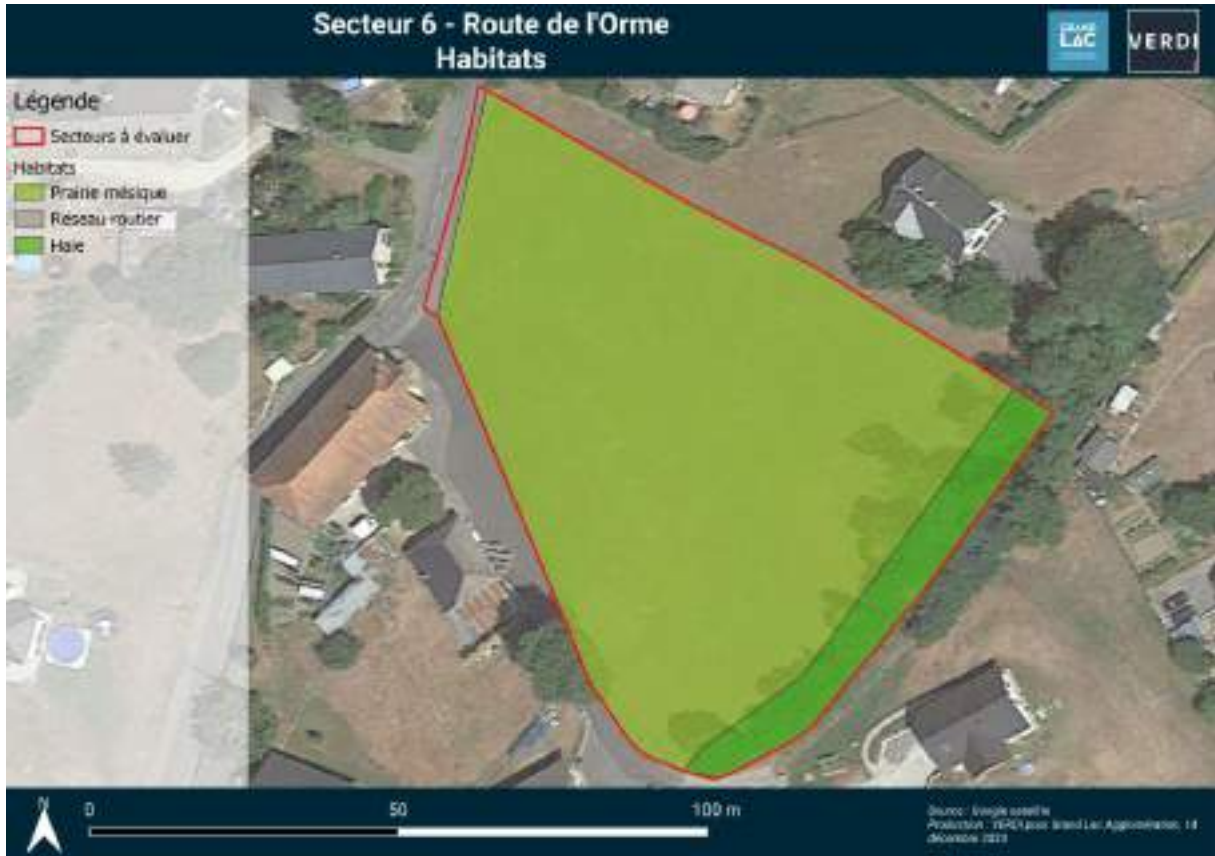 Secteur 6 - Route de l'Orme
Habitats
GRAND
LAC
VERDI
Légende
Secteurs à évaluer
Habitats
Prairie mésique
Réseau routier
Haie
N
0 50 100 m
Source : Google satellite
Production : VERDI pour Grand Lac Agglomération, 
décembre 2023